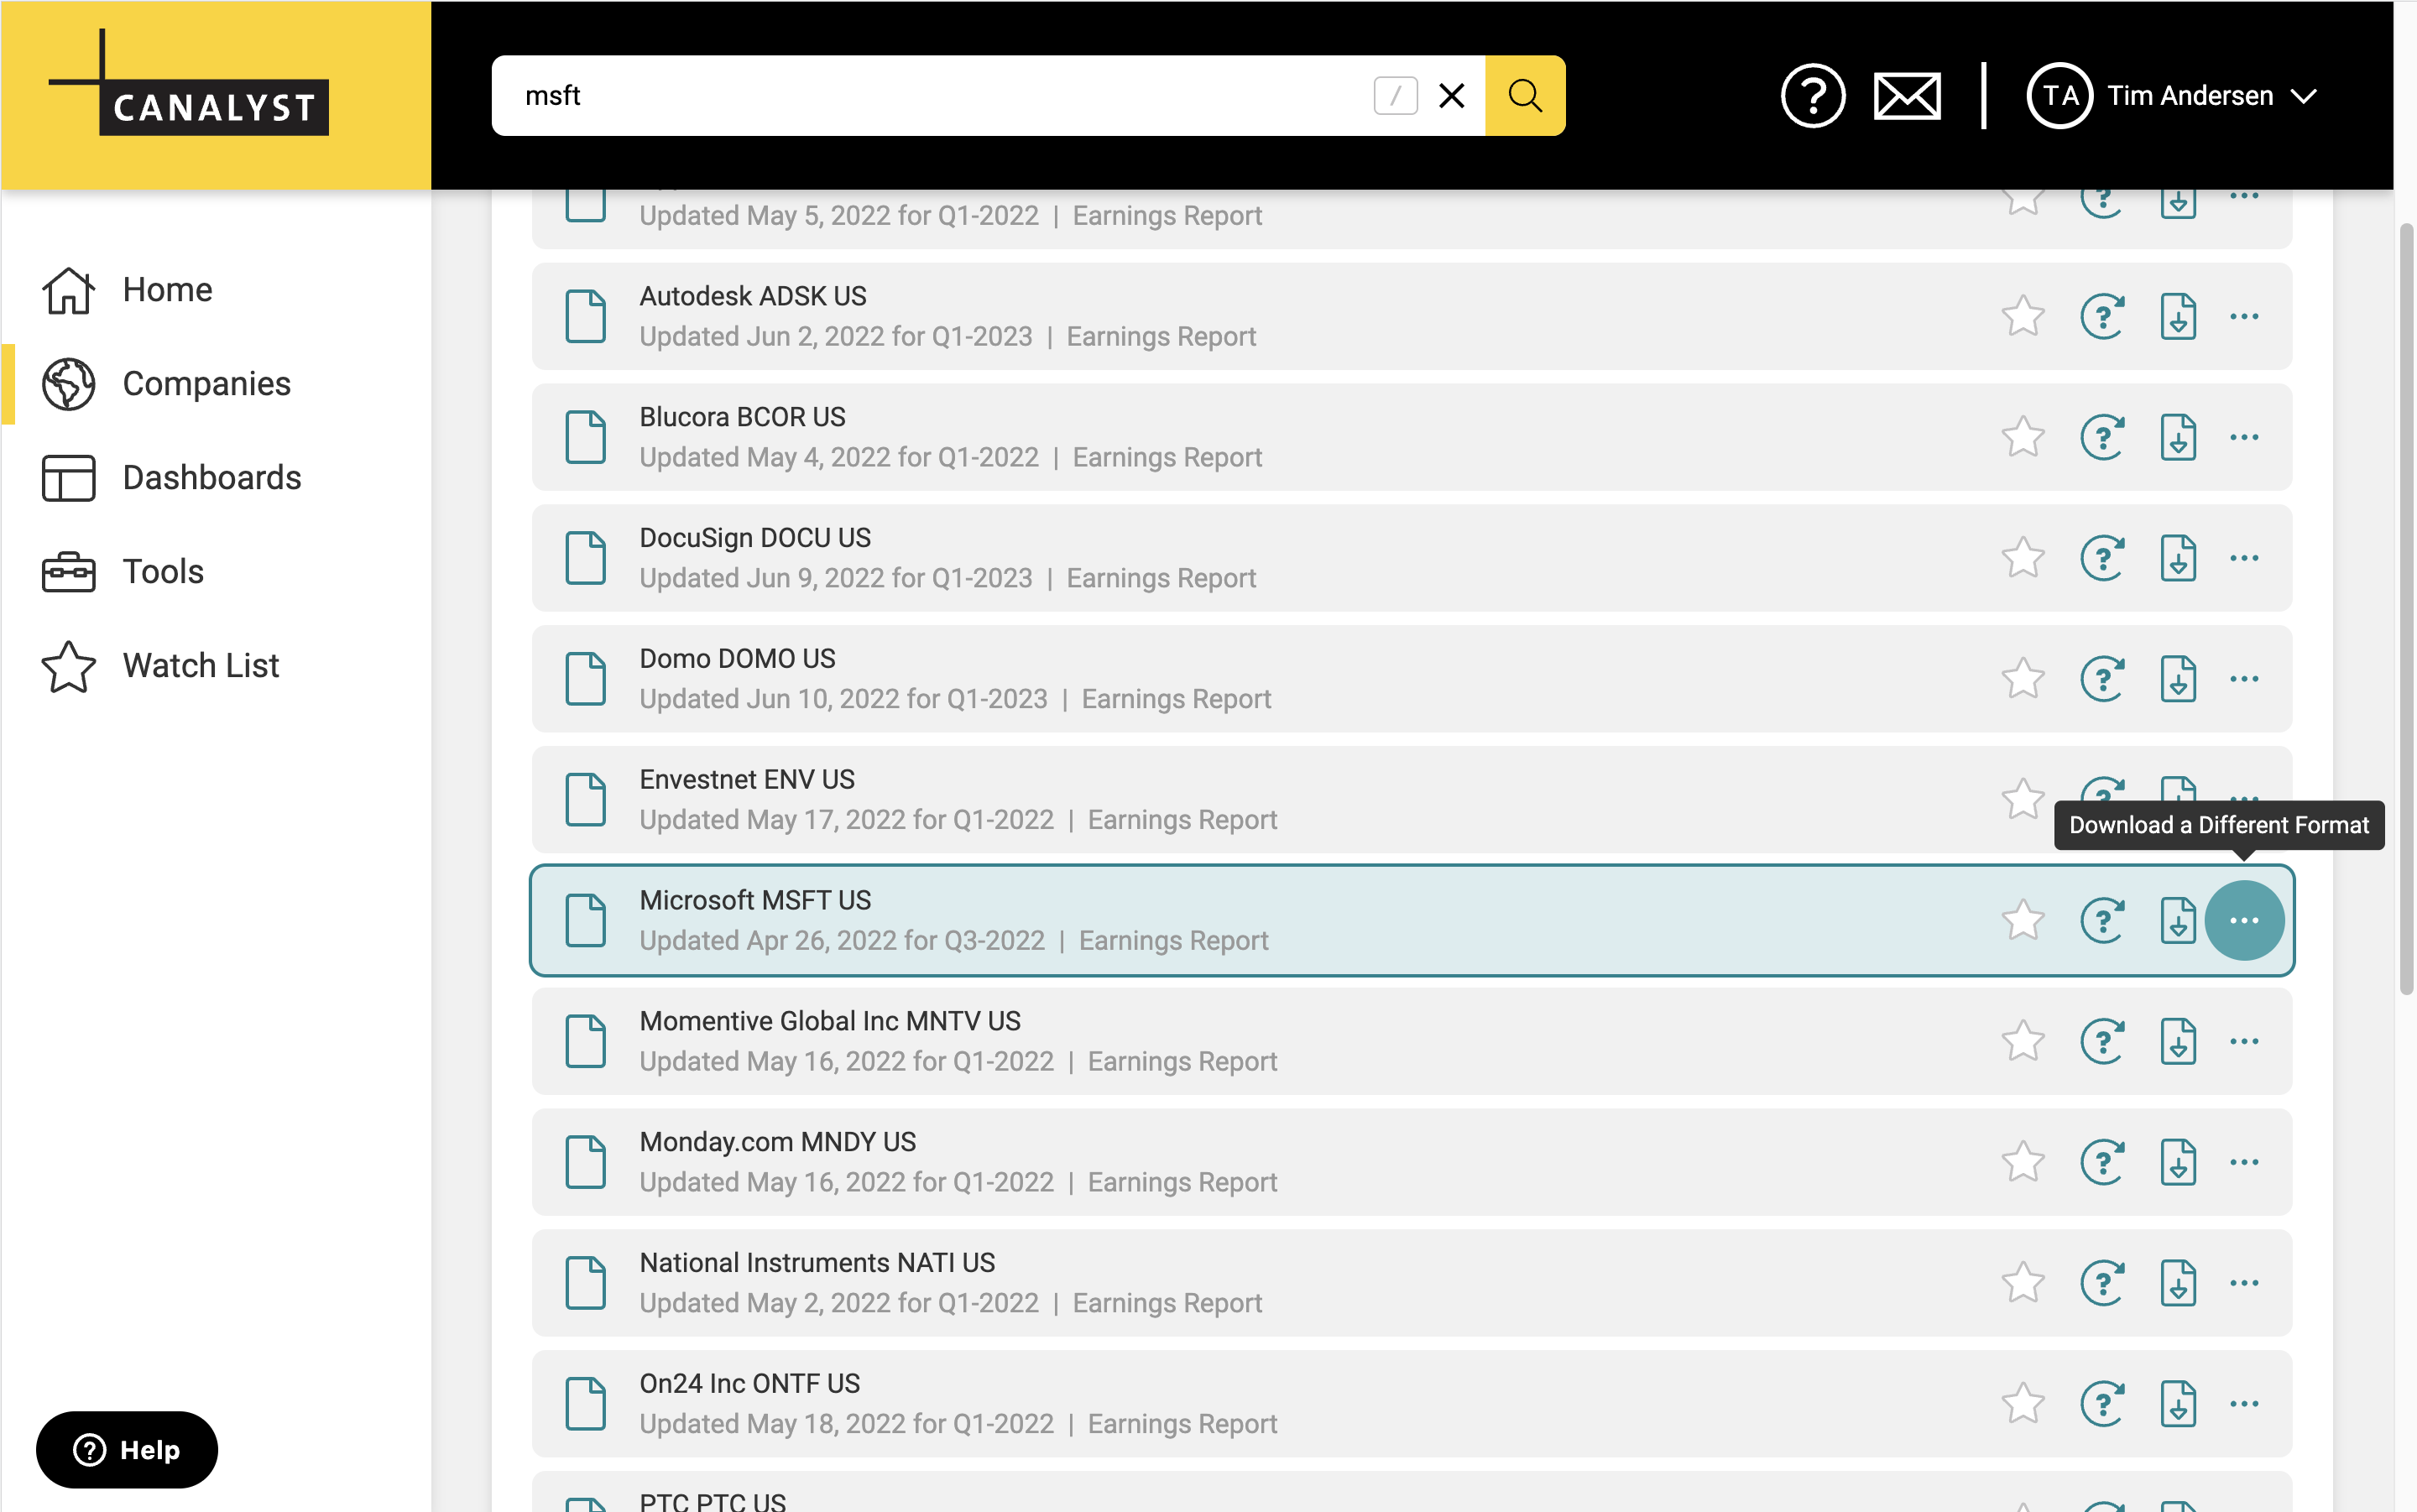 CANALYST
msft
/
?
TA
Tim Andersen
Home
Companies
Dashboards
Tools
Watch List
Updated May 5, 2022 for Q1-2022 | Earnings Report
Autodesk ADSK US
Updated Jun 2, 2022 for Q1-2023 | Earnings Report
Blucora BCOR US
Updated May 4, 2022 for Q1-2022 | Earnings Report
DocuSign DOCU US
Updated Jun 9, 2022 for Q1-2023 | Earnings Report
Domo DOMO US
Updated Jun 10, 2022 for Q1-2023 | Earnings Report
Envestnet ENV US
Updated May 17, 2022 for Q1-2022 | Earnings Report
Download a Different Format
Microsoft MSFT US
Updated Apr 26, 2022 for Q3-2022 | Earnings Report
Momentive Global Inc MNTV US
Updated May 16, 2022 for Q1-2022 | Earnings Report
Monday.com MNDY US
Updated May 16, 2022 for Q1-2022 | Earnings Report
National Instruments NATI US
Updated May 2, 2022 for Q1-2022 | Earnings Report
On24 Inc ONTF US
Updated May 18, 2022 for Q1-2022 | Earnings Report
PTC PTC US
? Help